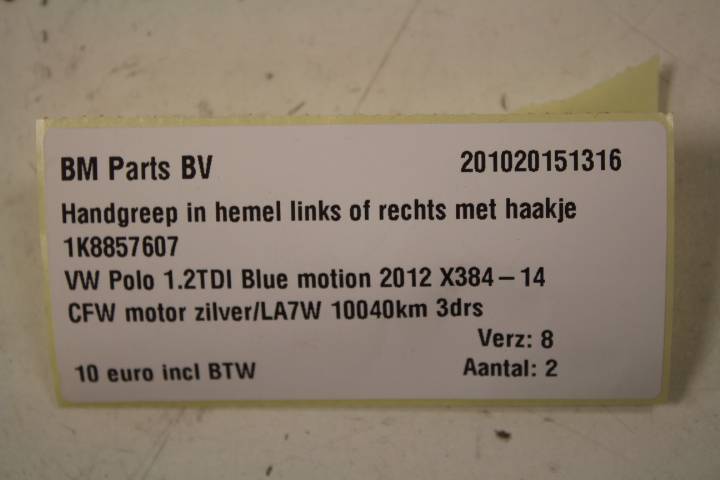 BM Parts BV 201020151316
Handgreep in hemel links of rechts met haakje
1K8857607
VW Polo 1.2TDI Blue motion 2012 X384-14
CFW motor zilver/LA7W 10040km 3drs
Verz: 8
10 euro incl BTW Aantal: 2